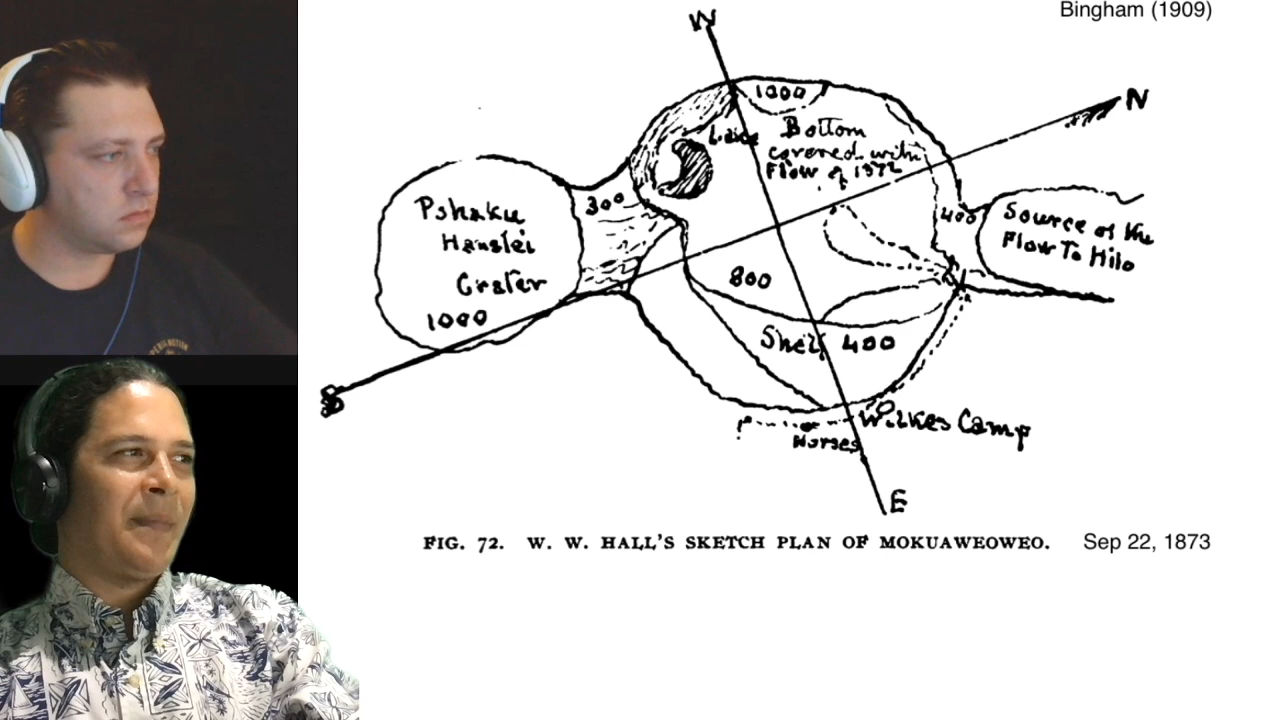 Bingham (1909)
W
1000
N
Lake
Bottom
covered with
Flow of 1872
Pohaku
Hanalei
Crater
1000
300
400
Source of the
Flow To Hilo
800
Shelf 400
S
Wilkes Camp
Horses
E
FIG. 72. W. W. HALL'S SKETCH PLAN OF MOKUAWEOWEO.
Sep 22, 1873